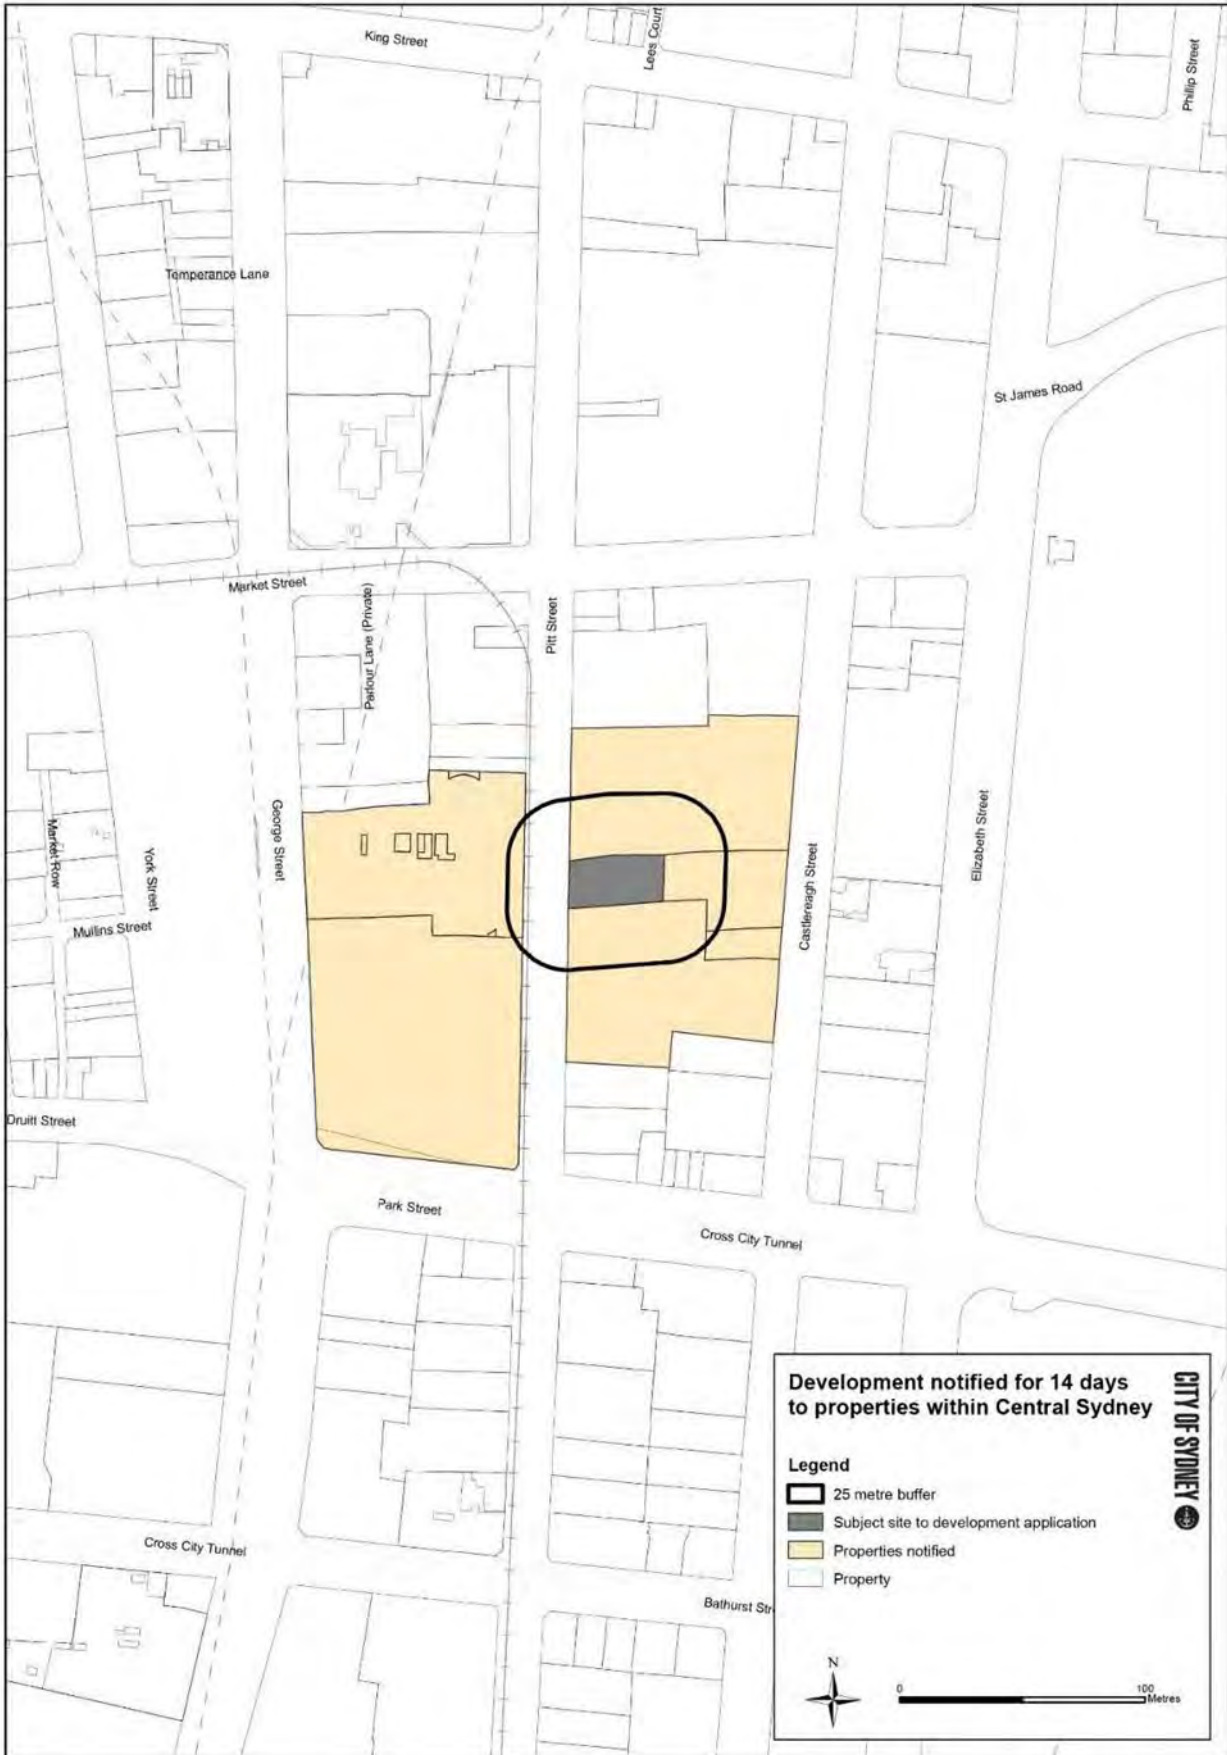 King Street
Lees Court
Phillip Street
Temperance Lane
St James Road
Market Street
Parlour Lane (Private)
Pitt Street
George Street
Castlereagh Street
Elizabeth Street
Market Row
York Street
Mullins Street
Druitt Street
Park Street
Cross City Tunnel
Cross City Tunnel
Bathurst Str
Development notified for 14 days
to properties within Central Sydney
CITY OF SYDNEY
Legend
25 metre buffer
Subject site to development application
Properties notified
Property
N
0
100
Metres